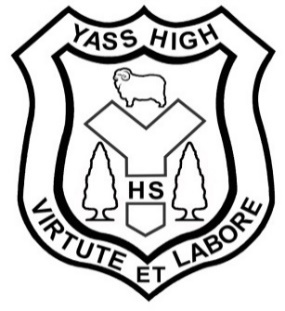 YASS HIGH
Y
HS
VIRTUTE ET LABORE